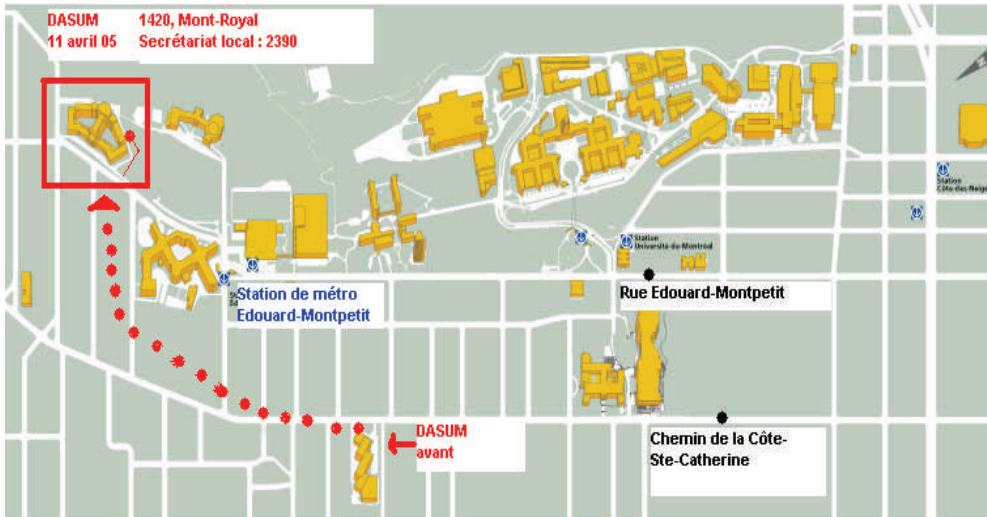 DASUM 1420, Mont-Royal
11 avril 05 Secrétariat local : 2390
Station
Côte-des-Neige
Station
Université-de-Montréal
Station de métro
Edouard-Montpetit
Rue Edouard-Montpetit
DASUM
avant
Chemin de la Côte-
Ste-Catherine